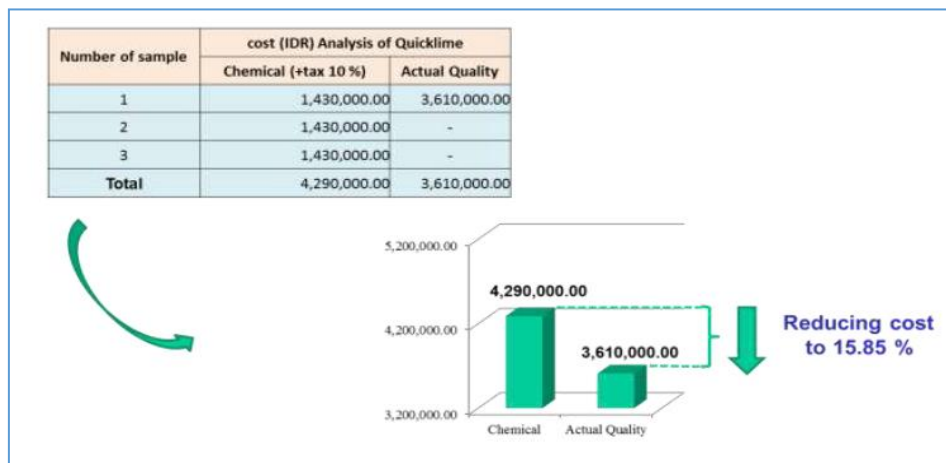 Number of sample
cost (IDR) Analysis of Quicklime
Chemical (+tax 10 %)
Actual Quality
1 1,430,000.00 3,610,000.00
2 1,430,000.00 -
3 1,430,000.00 -
Total 4,290,000.00 3,610,000.00
5,200,000.00
4,290,000.00
4,200,000.00
3,610,000.00
3,200,000.00
Chemical Actual Quality
Reducing cost
to 15.85 %